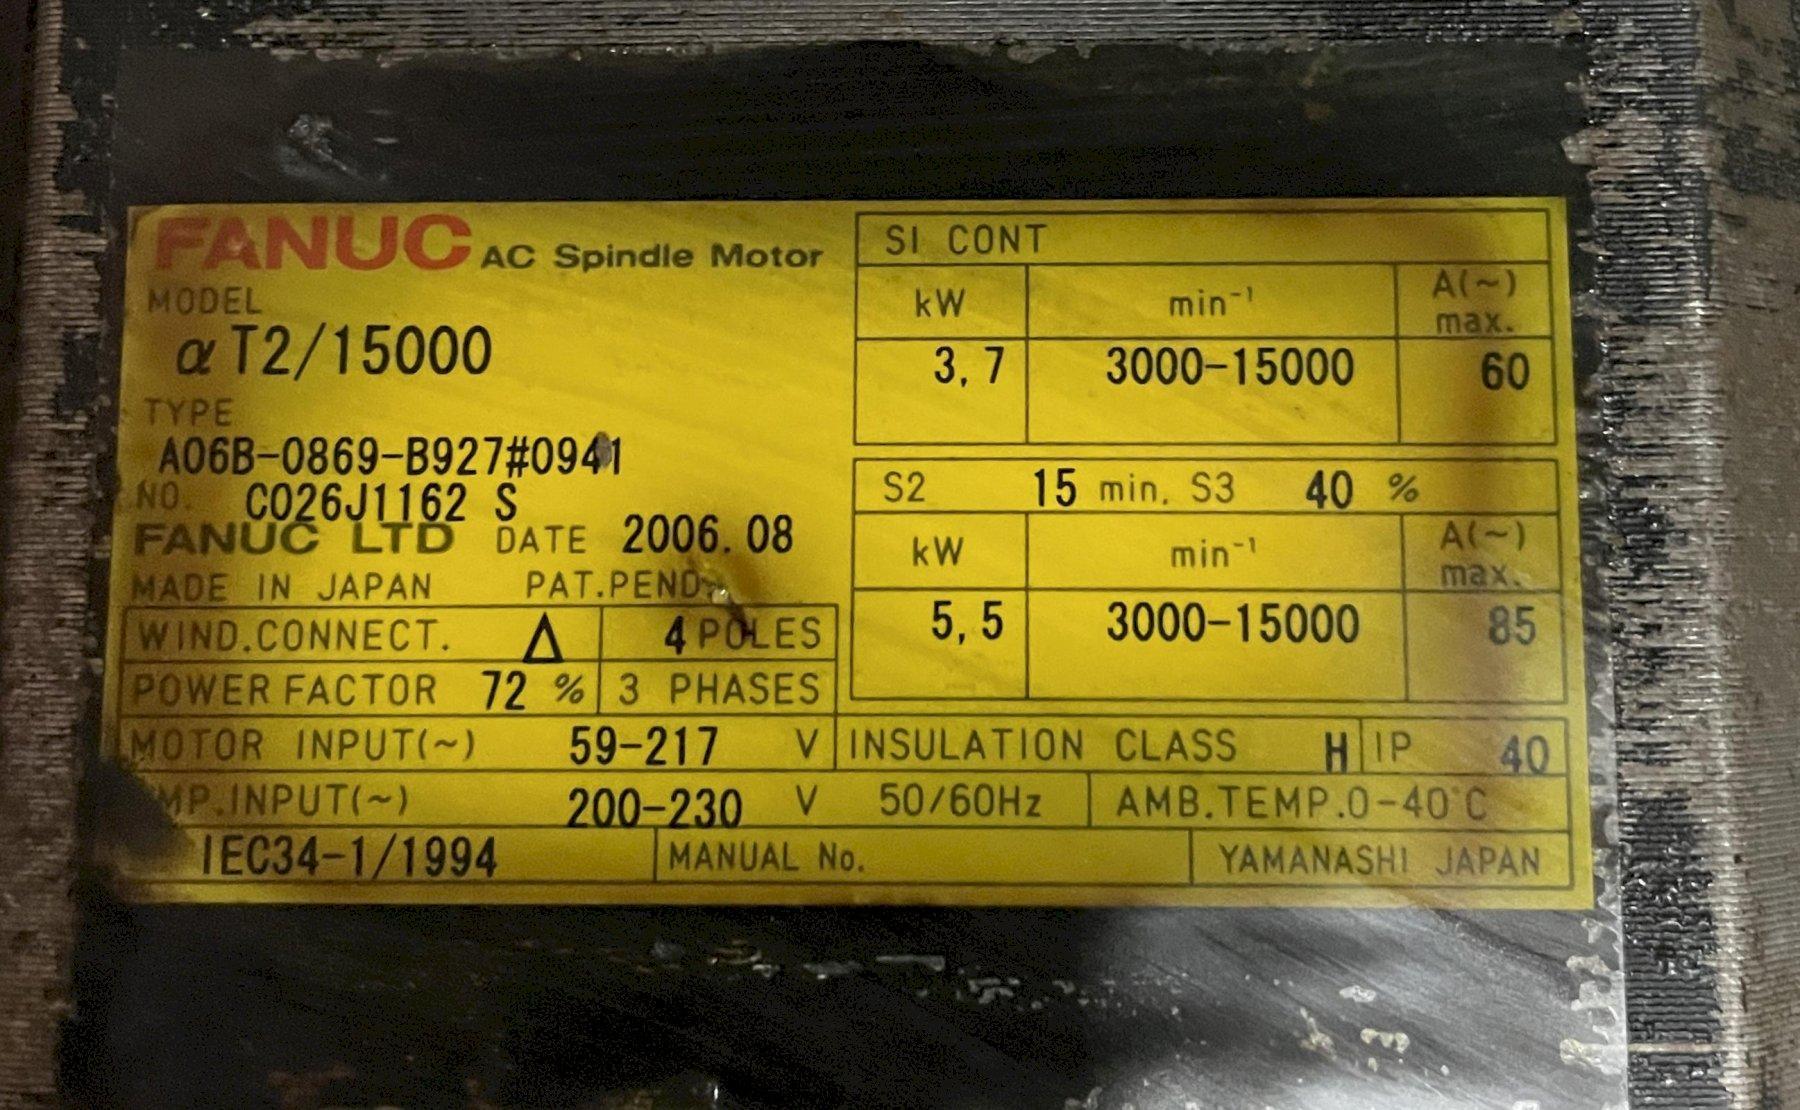 FANUC AC Spindle Motor
MODEL
α T2/15000
TYPE
A06B-0869-B927#0941
NO. C026J1162 S
FANUC LTD DATE 2006.08
MADE IN JAPAN PAT.PEND.
WIND.CONNECT. Δ 4 POLES
POWER FACTOR 72 % 3 PHASES
SI CONT
kW min⁻¹ A(~) max.
3,7 3000-15000 60
S2 15 min. S3 40 %
kW min⁻¹ A(~) max.
5,5 3000-15000 85
MOTOR INPUT(~) 59-217 V INSULATION CLASS H IP 40
MP.INPUT(~) 200-230 V 50/60Hz AMB.TEMP.0-40°C
IEC34-1/1994 MANUAL No. YAMANASHI JAPAN